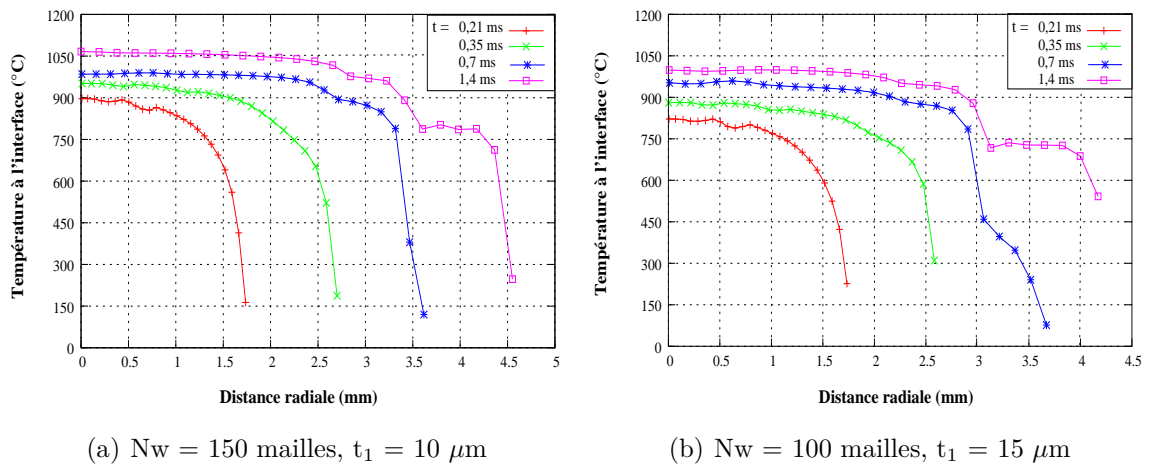 1200
1050
900
750
600
450
300
150
0
Température à l'interface (°C)
t = 0,21 ms
0,35 ms
0,7 ms
1,4 ms
0 0.5 1 1.5 2 2.5 3 3.5 4 4.5 5
Distance radiale (mm)
(a) Nw = 150 mailles, t₁ = 10 μm
1200
1050
900
750
600
450
300
150
0
Température à l'interface (°C)
t = 0,21 ms
0,35 ms
0,7 ms
1,4 ms
0 0.5 1 1.5 2 2.5 3 3.5 4 4.5
Distance radiale (mm)
(b) Nw = 100 mailles, t₁ = 15 μm